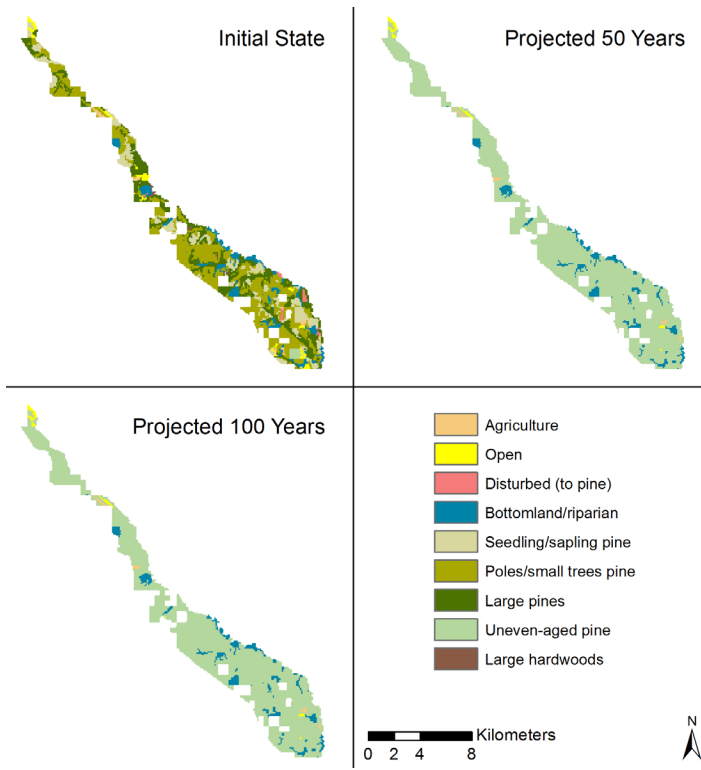 Initial State
Projected 50 Years
Projected 100 Years
Agriculture
Open
Disturbed (to pine)
Bottomland/riparian
Seedling/sapling pine
Poles/small trees pine
Large pines
Uneven-aged pine
Large hardwoods
Kilometers
0 2 4 8
N